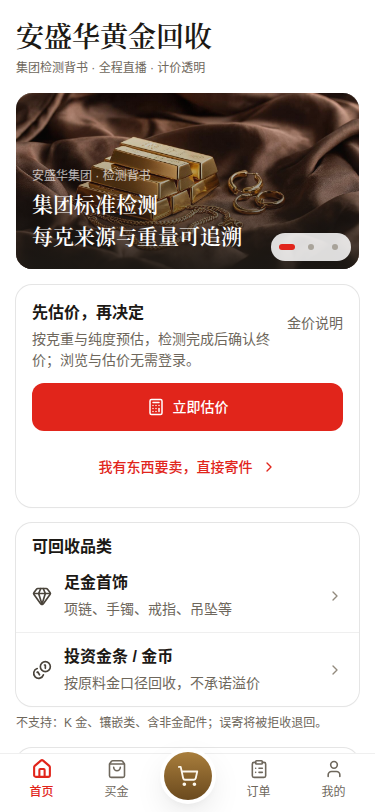 安盛华黄金回收
集团检测背书 · 全程直播 · 计价透明
安盛华集团 · 检测背书
集团标准检测
每克来源与重量可追溯
先估价，再决定
金价说明
按克重与纯度预估，检测完成后确认终
价；浏览与估价无需登录。
立即估价
我有东西要卖，直接寄件
可回收品类
足金首饰
项链、手镯、戒指、吊坠等
投资金条 / 金币
按原料金口径回收，不承诺溢价
不支持：K 金、镶嵌类、含非金配件；误寄将被拒收退回。
首页
买金
订单
我的